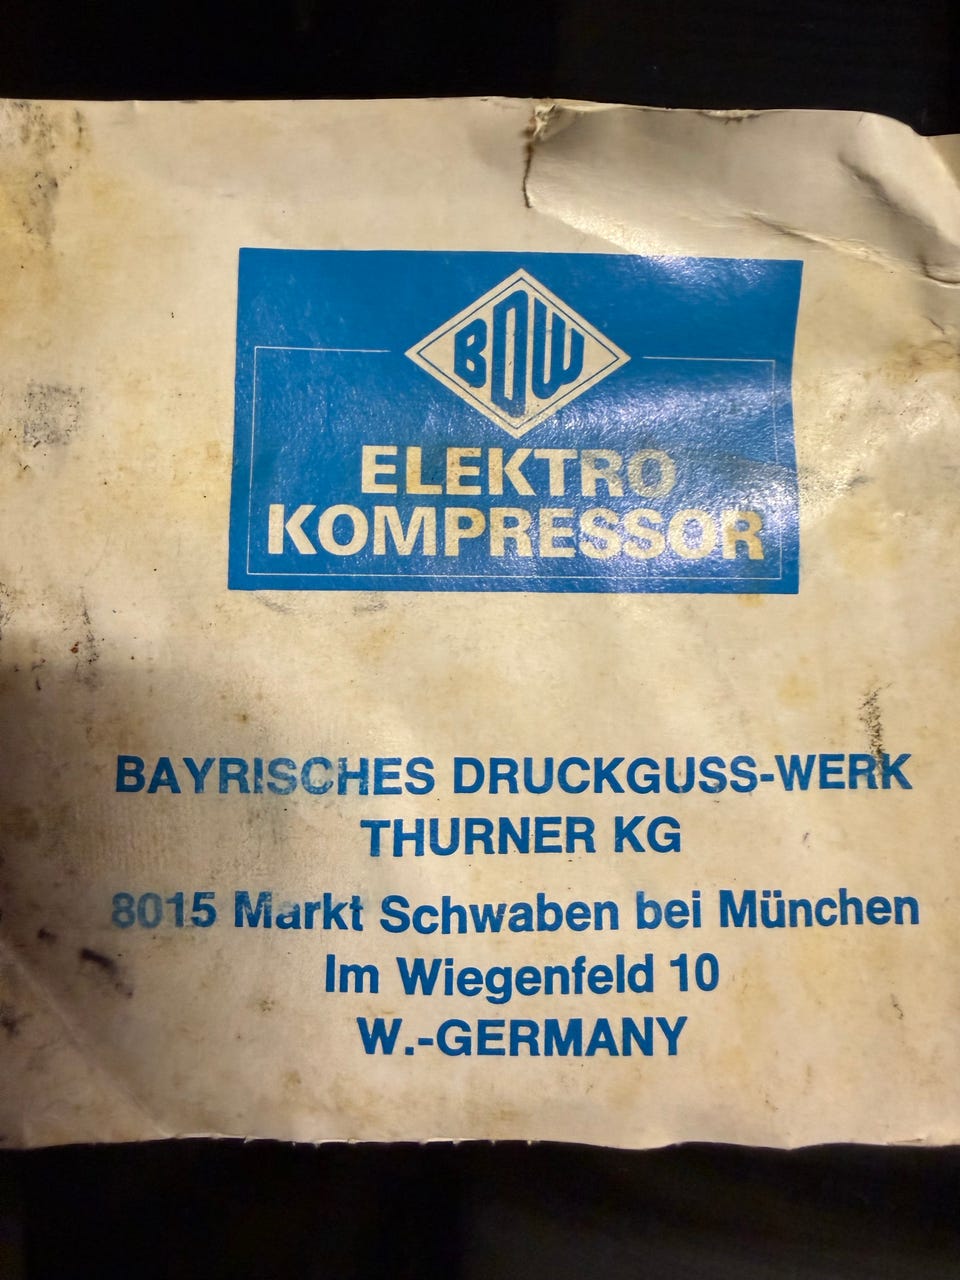 BDW
ELEKTRO
KOMPRESSOR
BAYRISCHES DRUCKGUSS-WERK
THURNER KG
8015 Markt Schwaben bei München
Im Wiegenfeld 10
W.-GERMANY